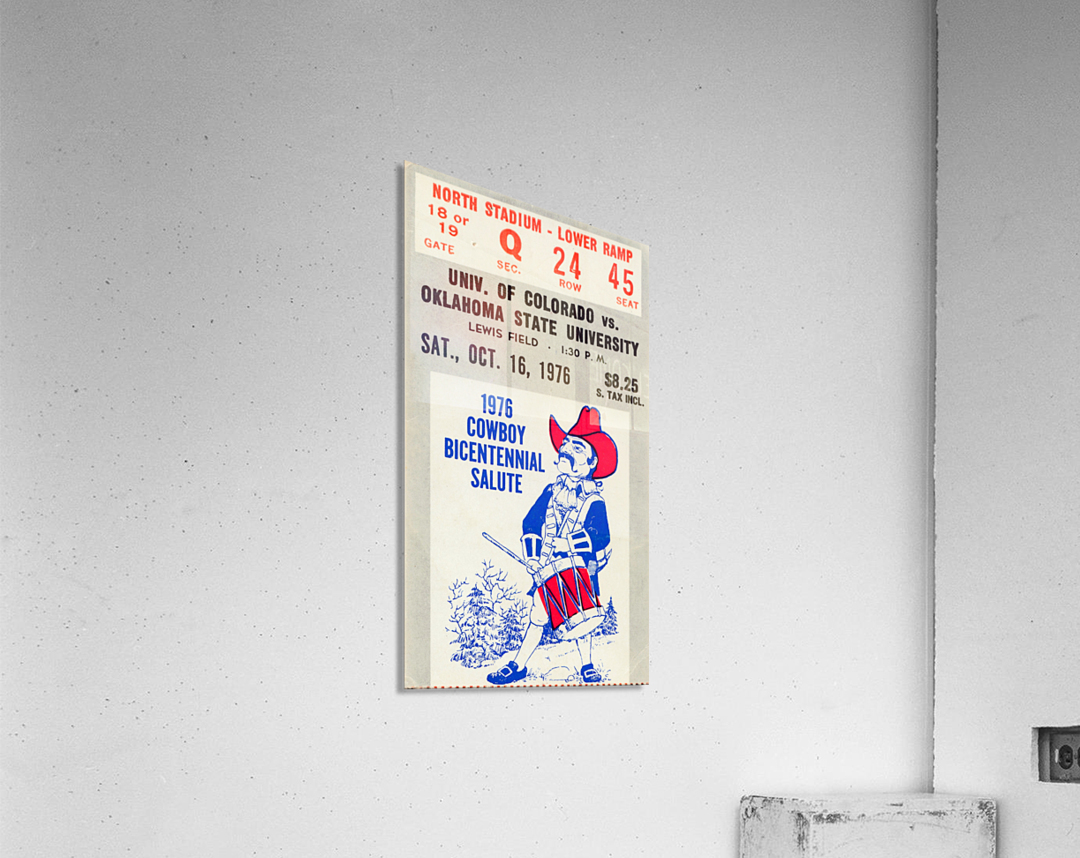 NORTH STADIUM - LOWER RAMP
18 or
19
GATE
Q
SEC.
24
ROW
45
SEAT
UNIV. OF COLORADO vs.
OKLAHOMA STATE UNIVERSITY
LEWIS FIELD · 1:30 P. M.
SAT., OCT. 16, 1976
$8.25
S. TAX INCL.
1976
COWBOY
BICENTENNIAL
SALUTE